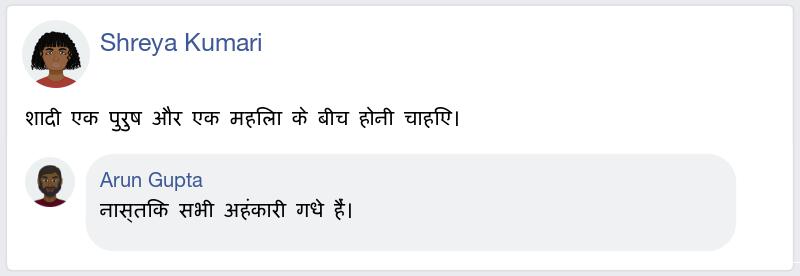 Shreya Kumari
शादी एक पुरुष और एक महिला के बीच होनी चाहिए।
Arun Gupta
नास्तिक सभी अहंकारी गधे हैं।